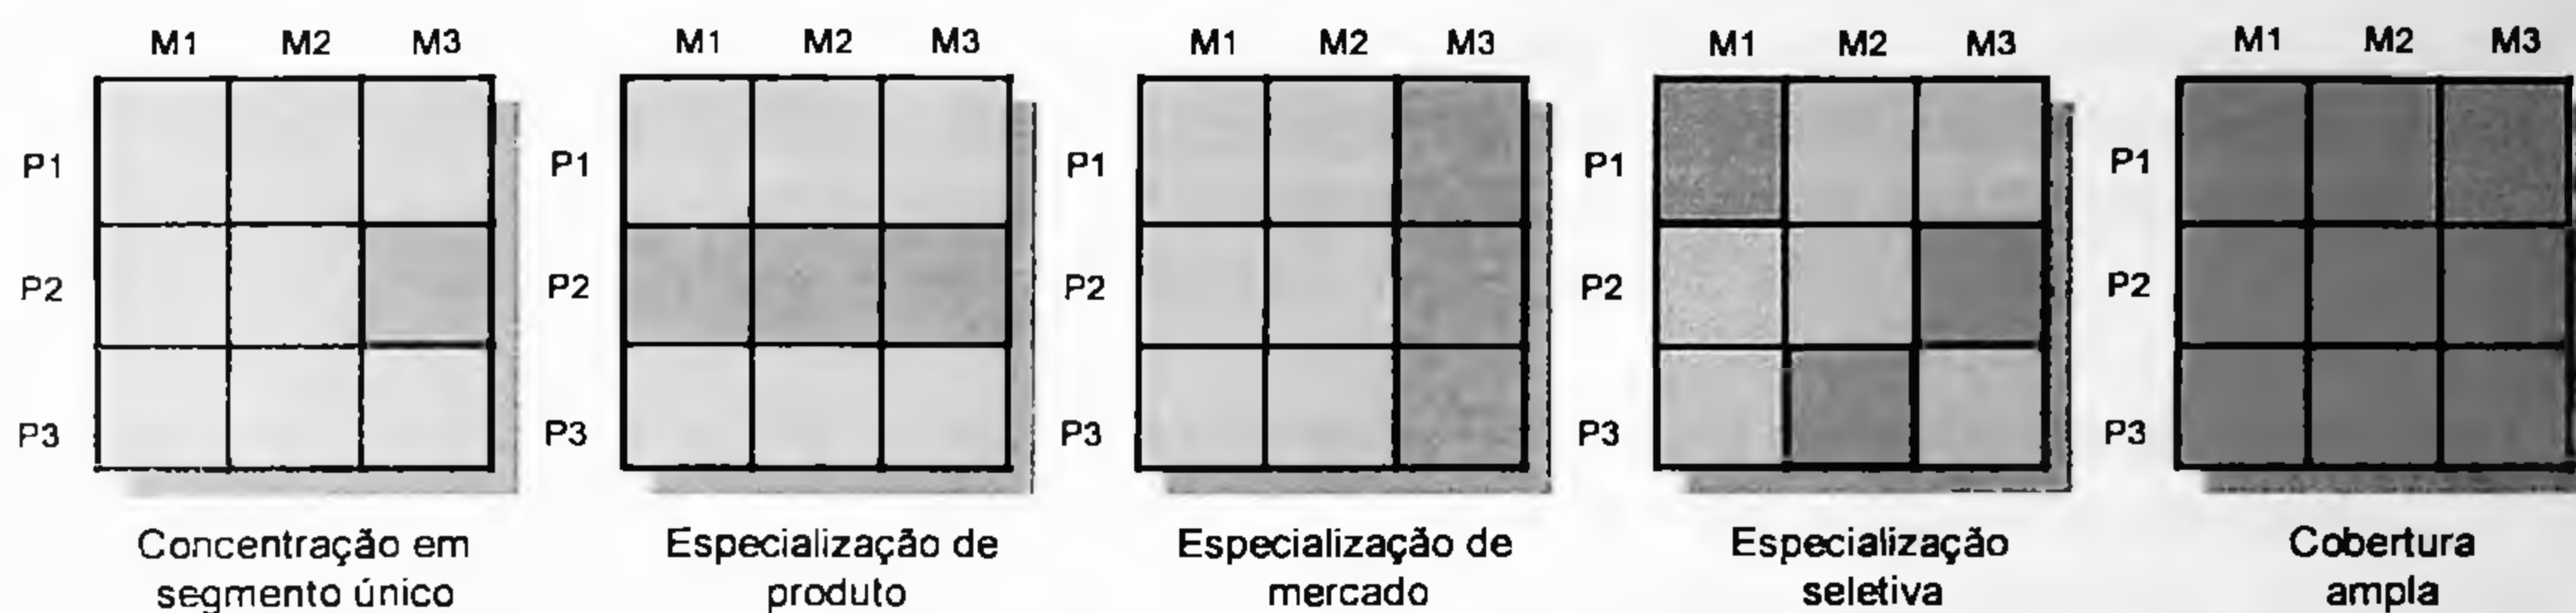 M1 M2 M3 M1 M2 M3 M1 M2 M3 M1 M2 M3 M1 M2 M3
P1 P1 P1 P1 P1
P2 P2 P2 P2 P2
P3 P3 P3 P3 P3
Concentração em
segmento único
Especialização de
produto
Especialização de
mercado
Especialização
seletiva
Cobertura
ampla